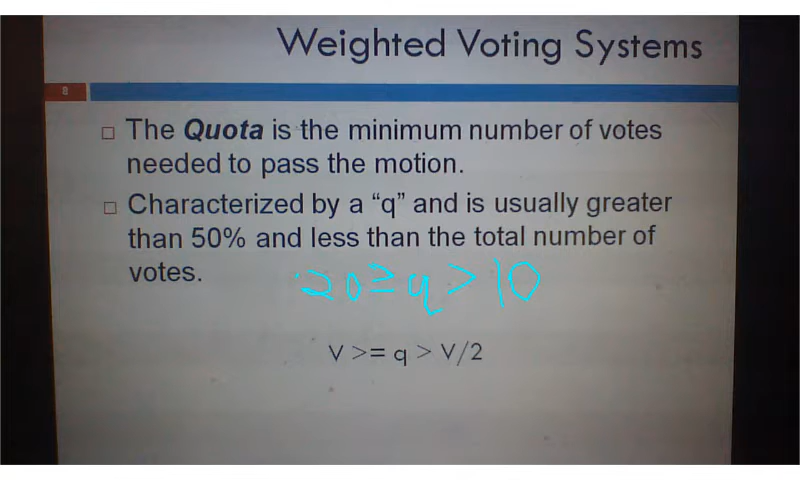 Weighted Voting Systems
8
The Quota is the minimum number of votes
needed to pass the motion.
Characterized by a “q” and is usually greater
than 50% and less than the total number of
votes.
20 ≥ q > 10
V >= q > V/2